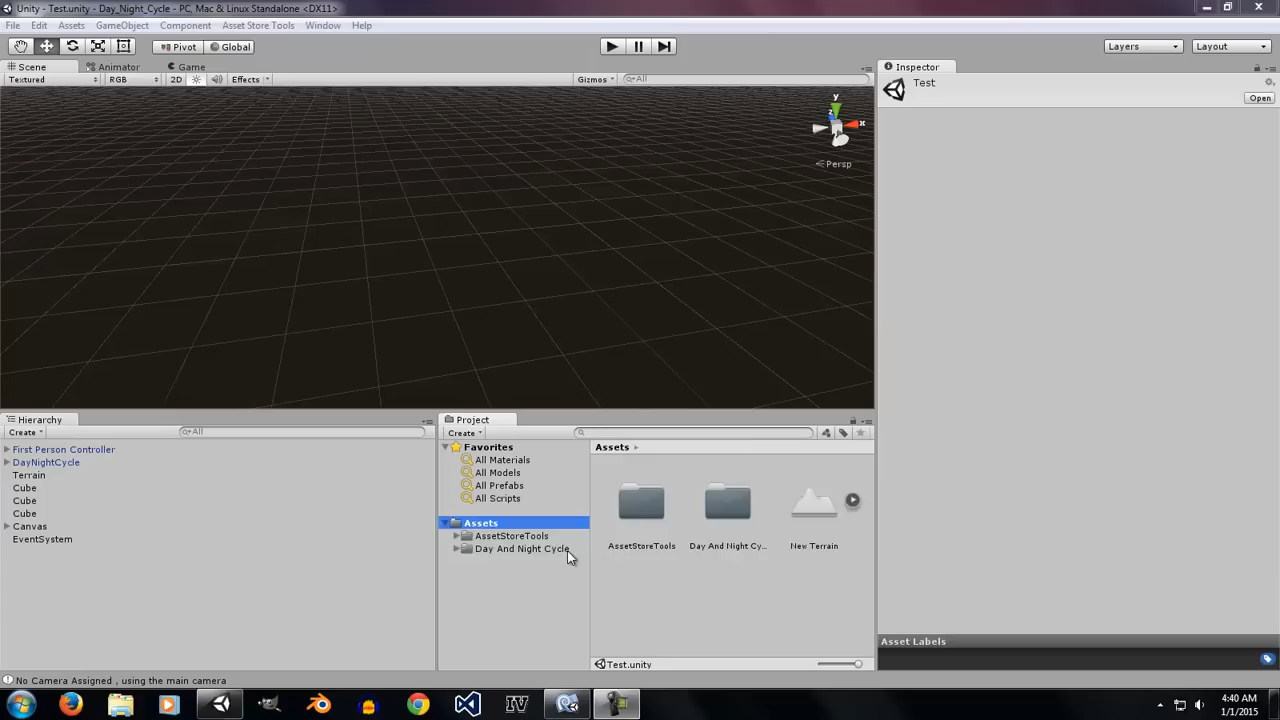 Unity - Test.unity - Day_Night_Cycle - PC, Mac & Linux Standalone <DX11>
File Edit Assets GameObject Component Asset Store Tools Window Help
Pivot Global Layers Layout
Scene Animator Game Inspector
Textured RGB 2D Effects Gizmos All
Test
Open
y
x
z
Persp
Hierarchy
Create All
First Person Controller
DayNightCycle
Terrain
Cube
Cube
Cube
Canvas
EventSystem
Project
Create
Favorites
All Materials
All Models
All Prefabs
All Scripts
Assets
AssetStoreTools
Day And Night Cycle
Assets
AssetStoreTools Day And Night Cy... New Terrain
Test.unity
Asset Labels
No Camera Assigned , using the main camera
IV
4:40 AM
1/1/2015